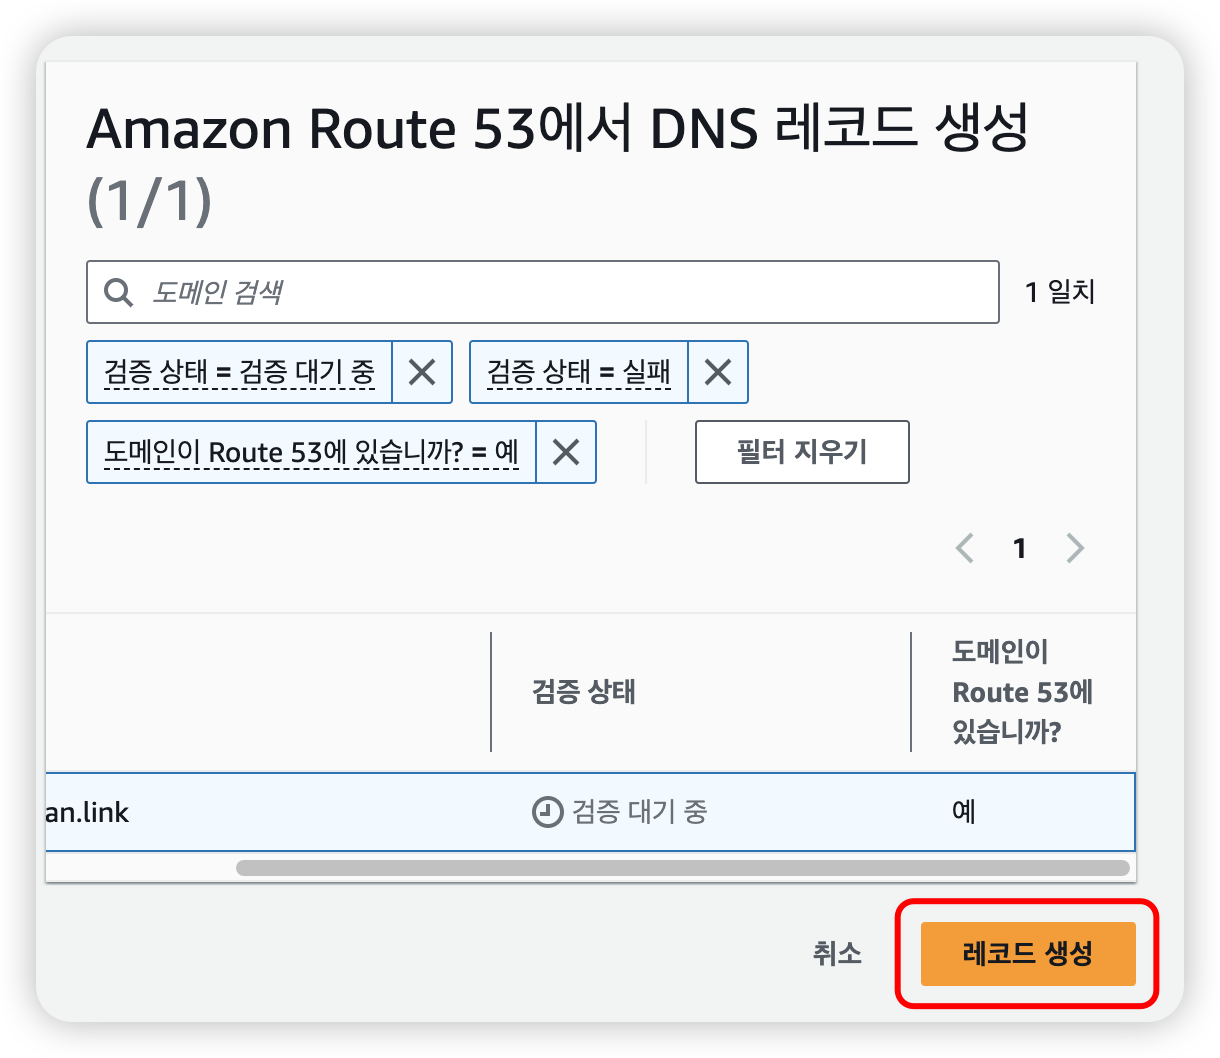 Amazon Route 53에서 DNS 레코드 생성
(1/1)
도메인 검색
1 일치
검증 상태 = 검증 대기 중
검증 상태 = 실패
도메인이 Route 53에 있습니까? = 예
필터 지우기
1
검증 상태
도메인이
Route 53에
있습니까?
an.link
검증 대기 중
예
취소
레코드 생성